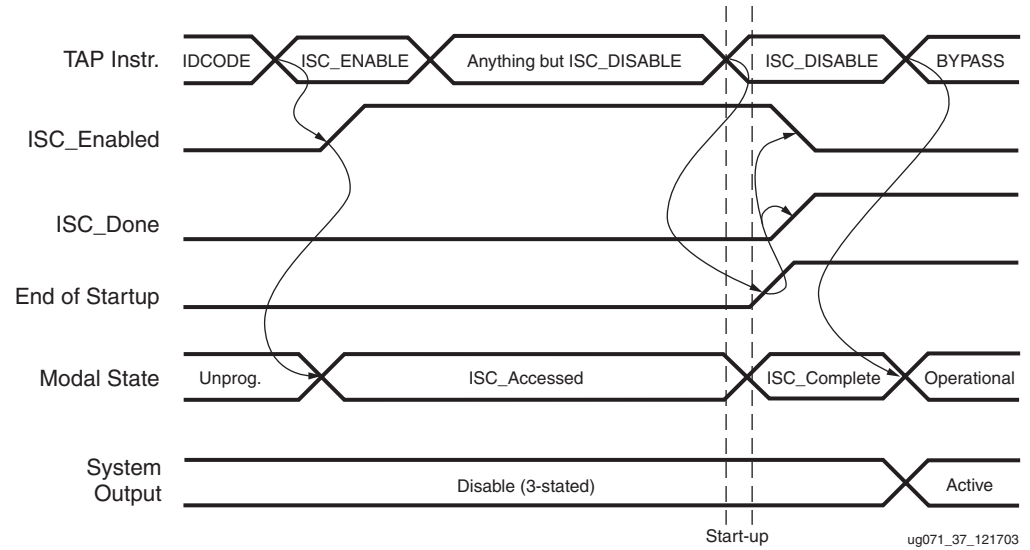 TAP Instr.
IDCODE
ISC_ENABLE
Anything but ISC_DISABLE
ISC_DISABLE
BYPASS
ISC_Enabled
ISC_Done
End of Startup
Modal State
Unprog.
ISC_Accessed
ISC_Complete
Operational
System
Output
Disable (3-stated)
Active
Start-up
ug071_37_121703